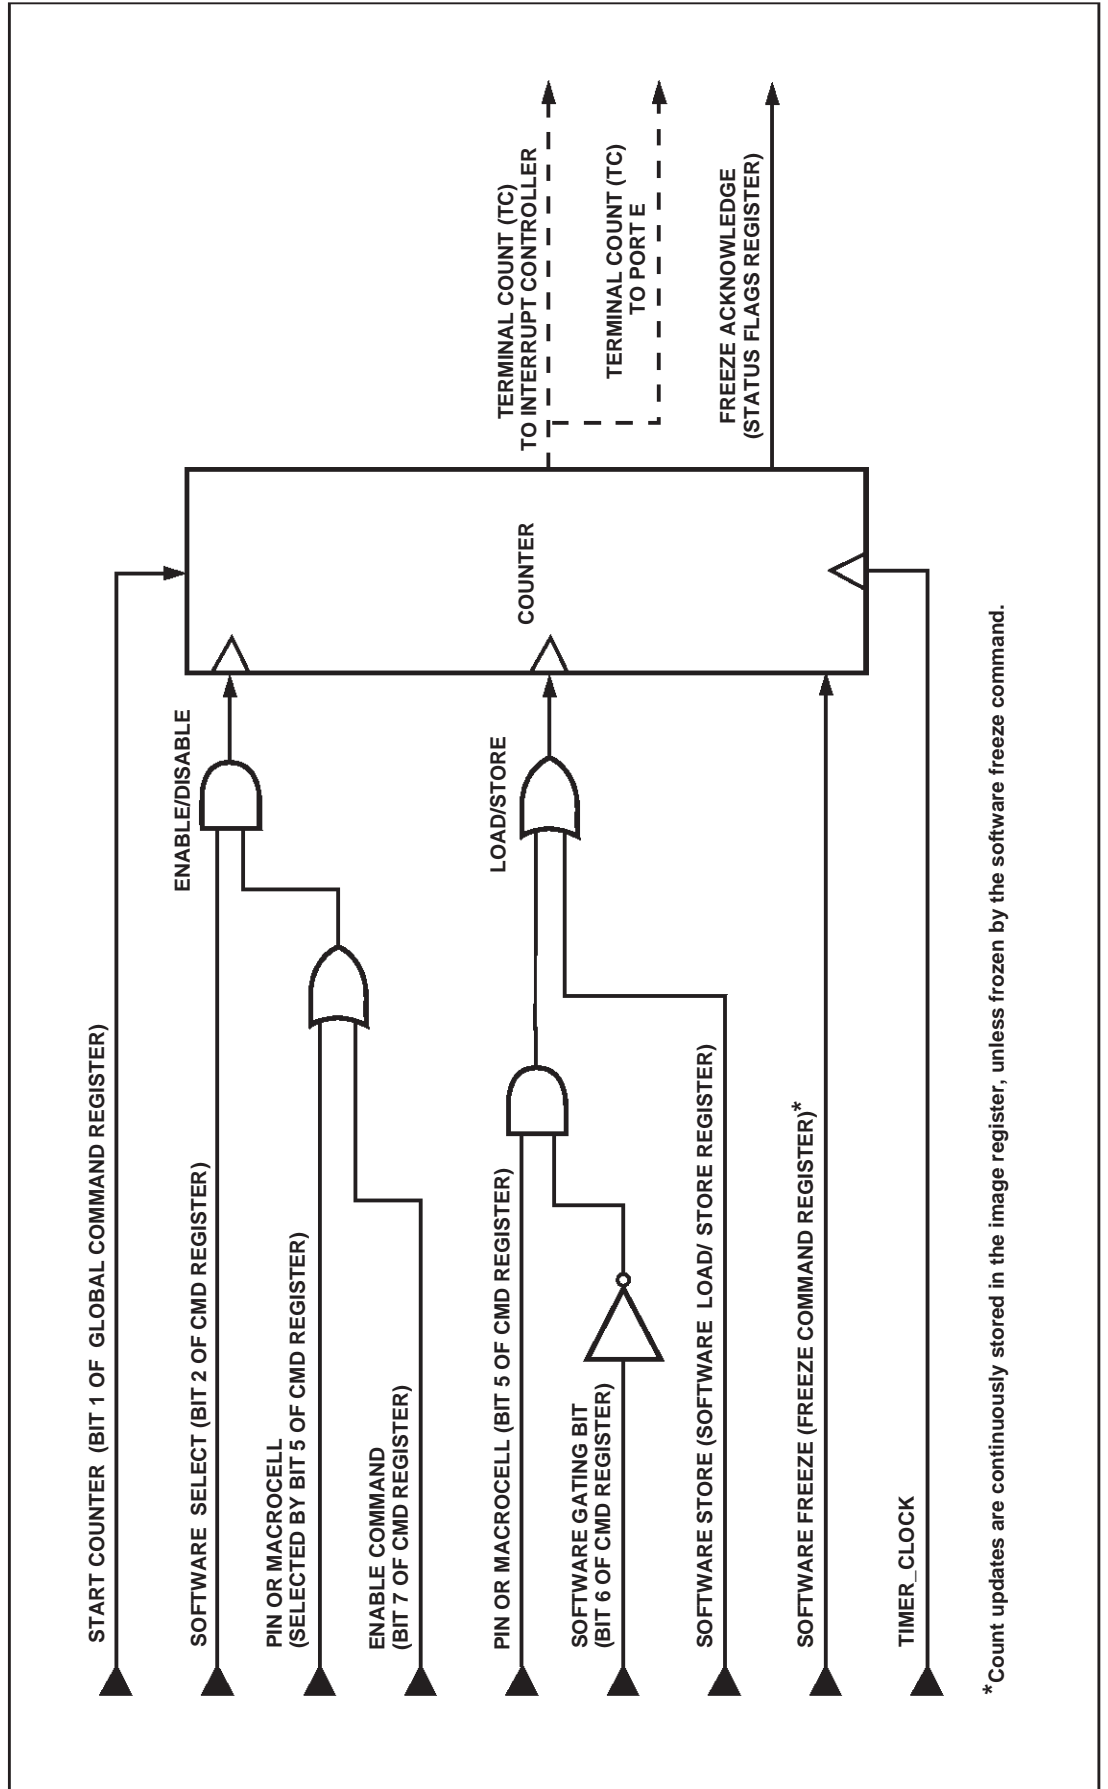 START COUNTER (BIT 1 OF GLOBAL COMMAND REGISTER)
SOFTWARE SELECT (BIT 2 OF CMD REGISTER)
ENABLE/DISABLE
PIN OR MACROCELL
(SELECTED BY BIT 5 OF CMD REGISTER)
ENABLE COMMAND
(BIT 7 OF CMD REGISTER)
PIN OR MACROCELL (BIT 5 OF CMD REGISTER)
LOAD/STORE
SOFTWARE GATING BIT
(BIT 6 OF CMD REGISTER)
SOFTWARE STORE (SOFTWARE LOAD/ STORE REGISTER)
SOFTWARE FREEZE (FREEZE COMMAND REGISTER)*
TIMER_CLOCK
COUNTER
TERMINAL COUNT (TC)
TO INTERRUPT CONTROLLER
TERMINAL COUNT (TC)
TO PORT E
FREEZE ACKNOWLEDGE
(STATUS FLAGS REGISTER)
*Count updates are continuously stored in the image register, unless frozen by the software freeze command.